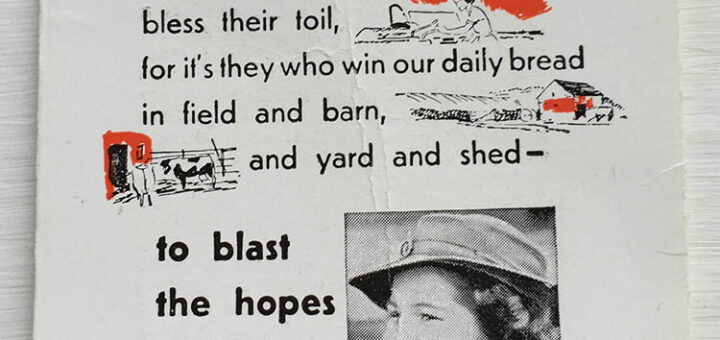 bless their toil,
for it's they who win our daily bread
in field and barn,
and yard and shed–
to blast
the hopes